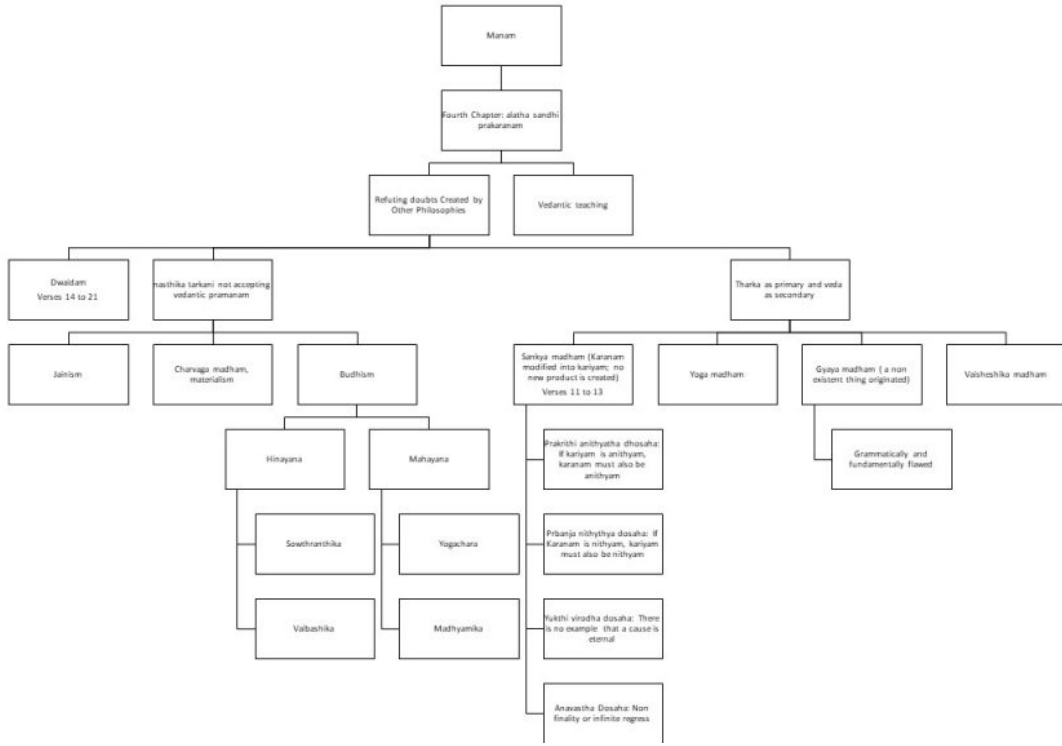 Manam
Fourth Chapter: alatha sandhi
prakaranam
Refuting doubts Created by
Other Philosophies
Vedantic teaching
Dwaidam
Verses 14 to 21
nasthika tarkani not accepting
vedantic pramanam
Tharka as primary and veda
as secondary
Jainism
Charvaga madham,
materialism
Budhism
Sankya madham (Karanam
modified into kariyam; no
new product is created)
Verses 11 to 13
Yoga madham
Gyaya madham ( a non
existent thing originated)
Vaisheshika madham
Hinayana
Mahayana
Prakrithi anithyatha dhosaha:
If kariyam is anithyam,
karanam must also be
anithyam
Grammatically and
fundamentally flawed
Sowthranthika
Yogachara
Prbanja nithythya dosaha: If
Karanam is nithyam, kariyam
must also be nithyam
Vaibashika
Madhyamika
Yukthi virodha dosaha: There
is no example that a cause is
eternal
Anavastha Dosaha: Non
finality or infinite regress